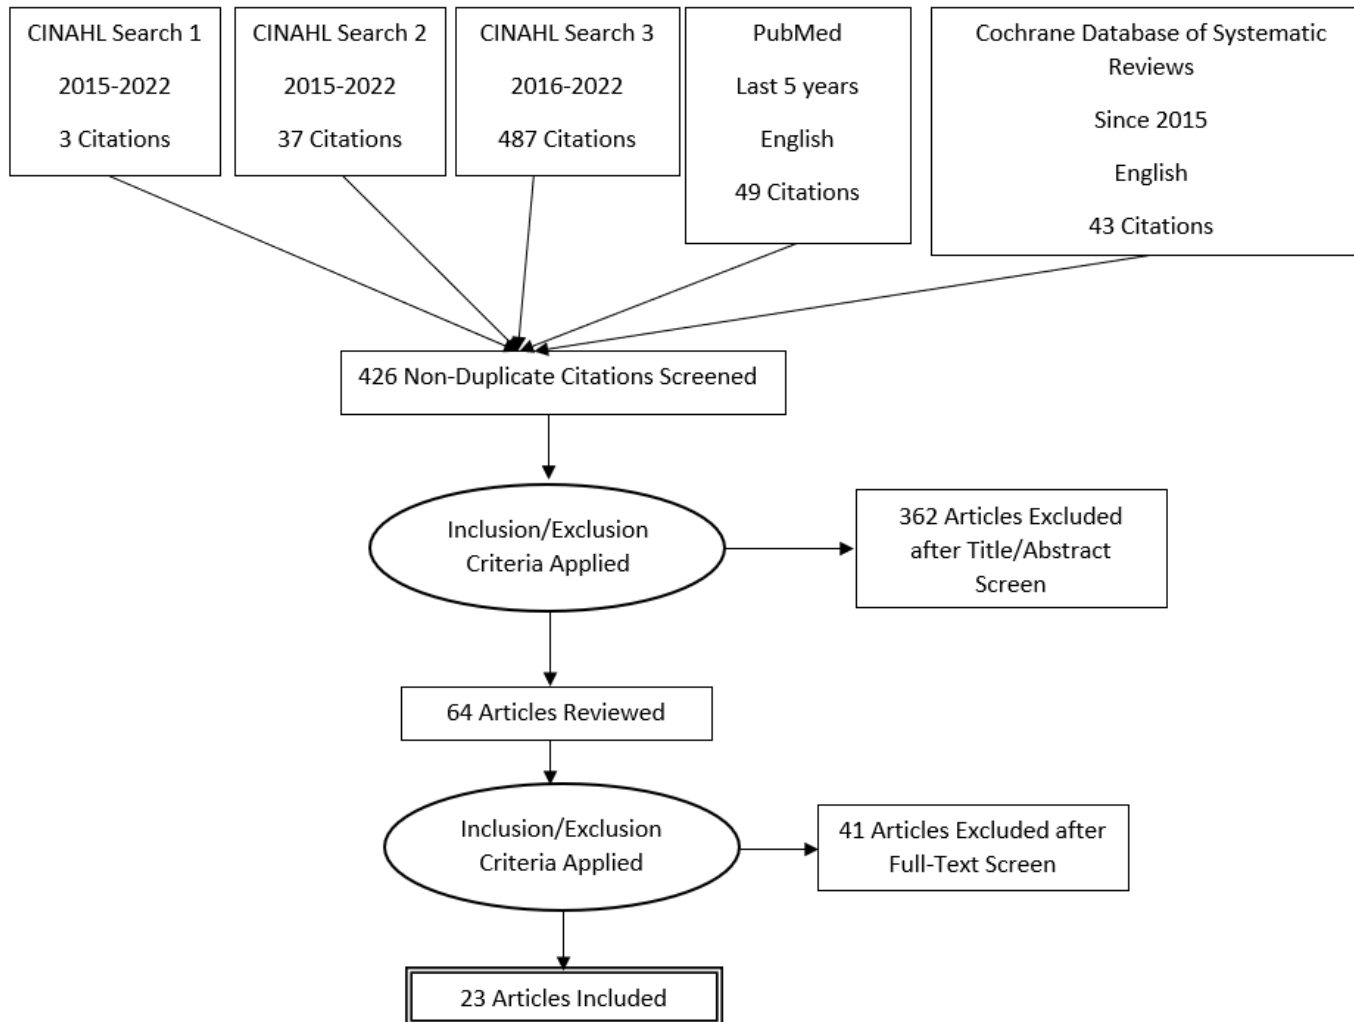 CINAHL Search 1
2015-2022
3 Citations
CINAHL Search 2
2015-2022
37 Citations
CINAHL Search 3
2016-2022
487 Citations
PubMed
Last 5 years
English
49 Citations
Cochrane Database of Systematic
Reviews
Since 2015
English
43 Citations
426 Non-Duplicate Citations Screened
Inclusion/Exclusion
Criteria Applied
362 Articles Excluded
after Title/Abstract
Screen
64 Articles Reviewed
Inclusion/Exclusion
Criteria Applied
41 Articles Excluded after
Full-Text Screen
23 Articles Included